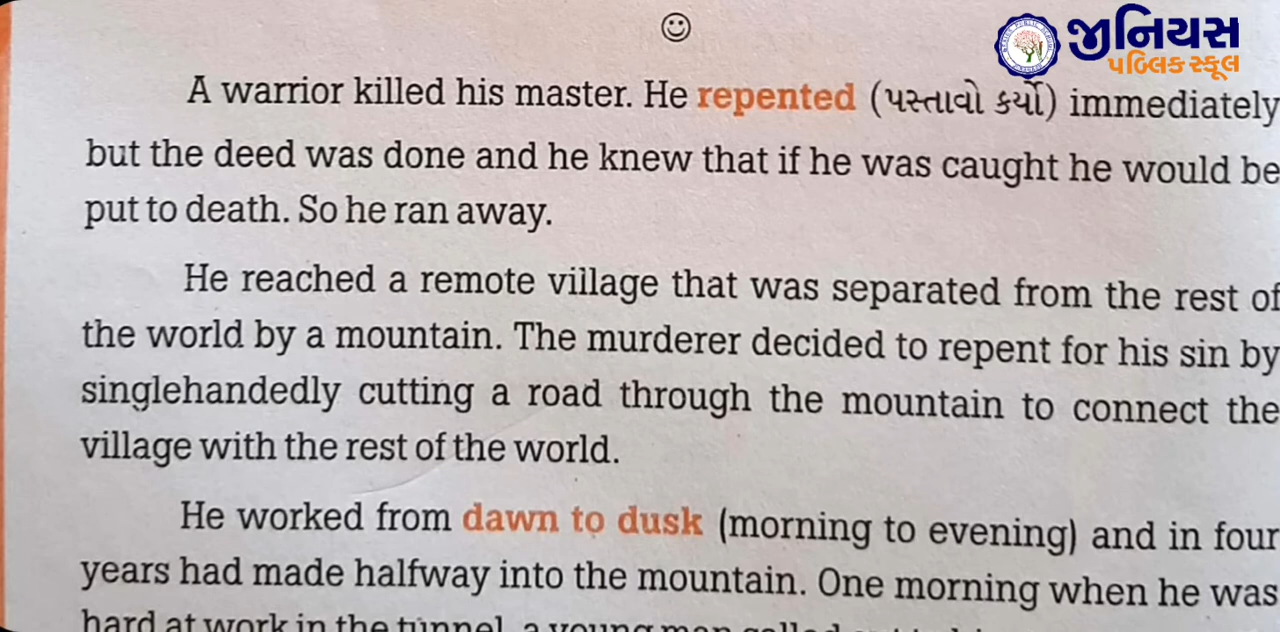 જીનિયસ
પબ્લિક સ્કૂલ
A warrior killed his master. He repented (પસ્તાવો કર્યો) immediately
but the deed was done and he knew that if he was caught he would be
put to death. So he ran away.
He reached a remote village that was separated from the rest of
the world by a mountain. The murderer decided to repent for his sin by
singlehandedly cutting a road through the mountain to connect the
village with the rest of the world.
He worked from dawn to dusk (morning to evening) and in four
years had made halfway into the mountain. One morning when he was
hard at work in the tunnel, a young man called